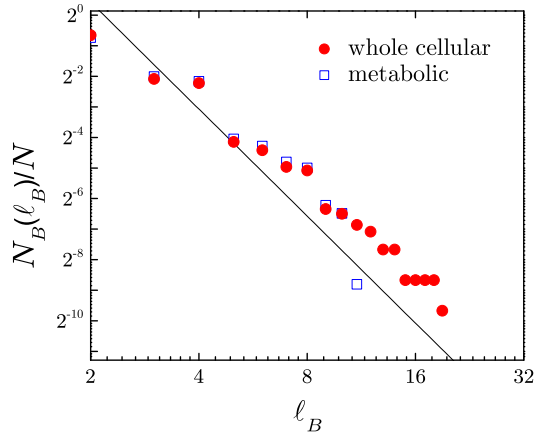 whole cellular
metabolic
N_B(ℓ_B)/N
2^0
2^-2
2^-4
2^-6
2^-8
2^-10
2 4 8 16 32
ℓ_B